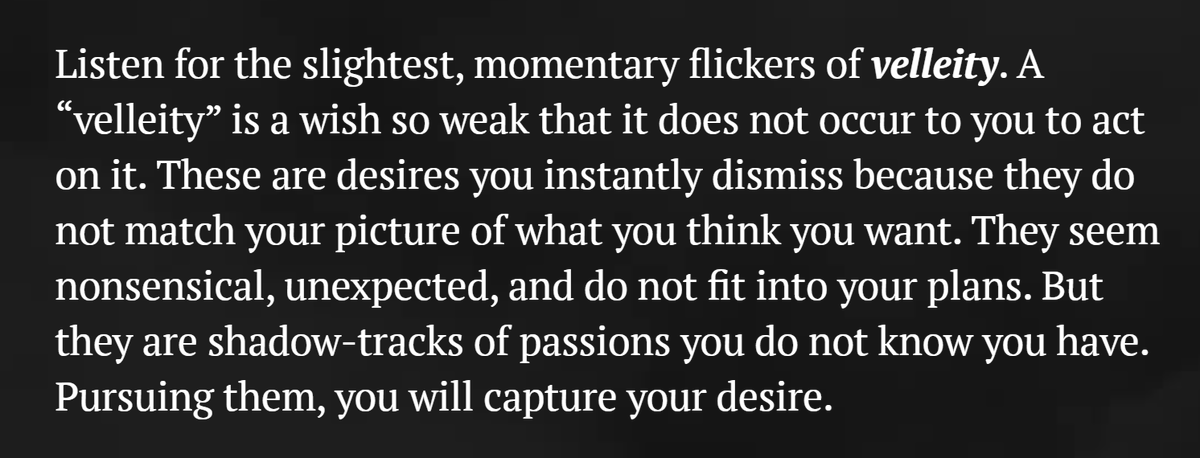 Listen for the slightest, momentary flickers of velleity. A
“velleity” is a wish so weak that it does not occur to you to act
on it. These are desires you instantly dismiss because they do
not match your picture of what you think you want. They seem
nonsensical, unexpected, and do not fit into your plans. But
they are shadow-tracks of passions you do not know you have.
Pursuing them, you will capture your desire.